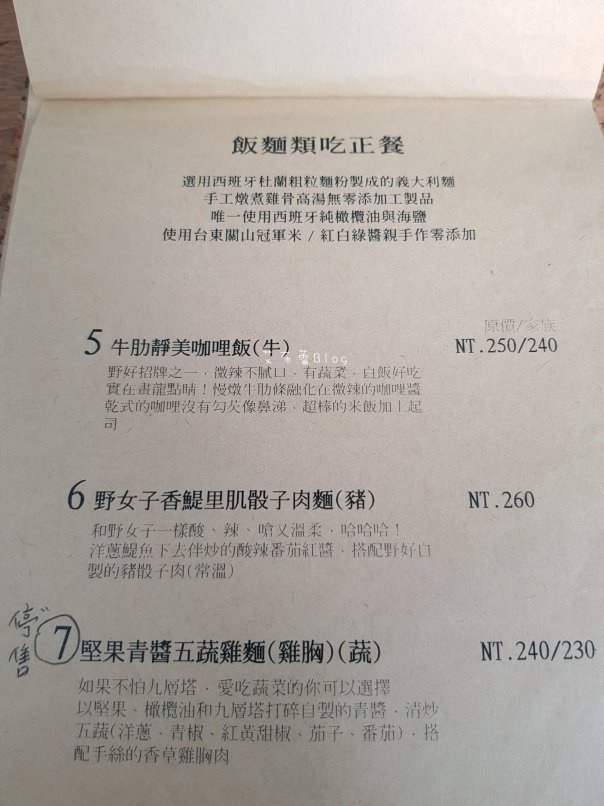 飯麵類吃正餐
選用西班牙杜蘭粗粒麵粉製成的義大利麵
手工燉煮雞骨高湯無零添加工製品
唯一使用西班牙純橄欖油與海鹽
使用台東關山冠軍米 / 紅白綠醬親手作零添加
原價/家族
5 牛肋靜美咖哩飯(牛) NT.250/240
艾布蕾Blog
野好招牌之一，微辣不膩口，有蔬菜，白飯好吃
實在畫龍點睛！慢燉牛肋條融化在微辣的咖哩醬
乾式的咖哩沒有勾芡像鼻涕，超棒的米飯加上起
司
6 野女子香鯷里肌骰子肉麵(豬) NT.260
和野女子一樣酸、辣、嗆又溫柔，哈哈哈！
洋蔥鯷魚下去伴炒的酸辣番茄紅醬，搭配野好自
製的豬骰子肉(常溫)
停售
7 堅果青醬五蔬雞麵(雞胸)(蔬) NT.240/230
如果不怕九層塔，愛吃蔬菜的你可以選擇
以堅果、橄欖油和九層塔打碎自製的青醬，清炒
五蔬(洋蔥、青椒、紅黃甜椒、茄子、番茄)，搭
配手絲的香草雞胸肉